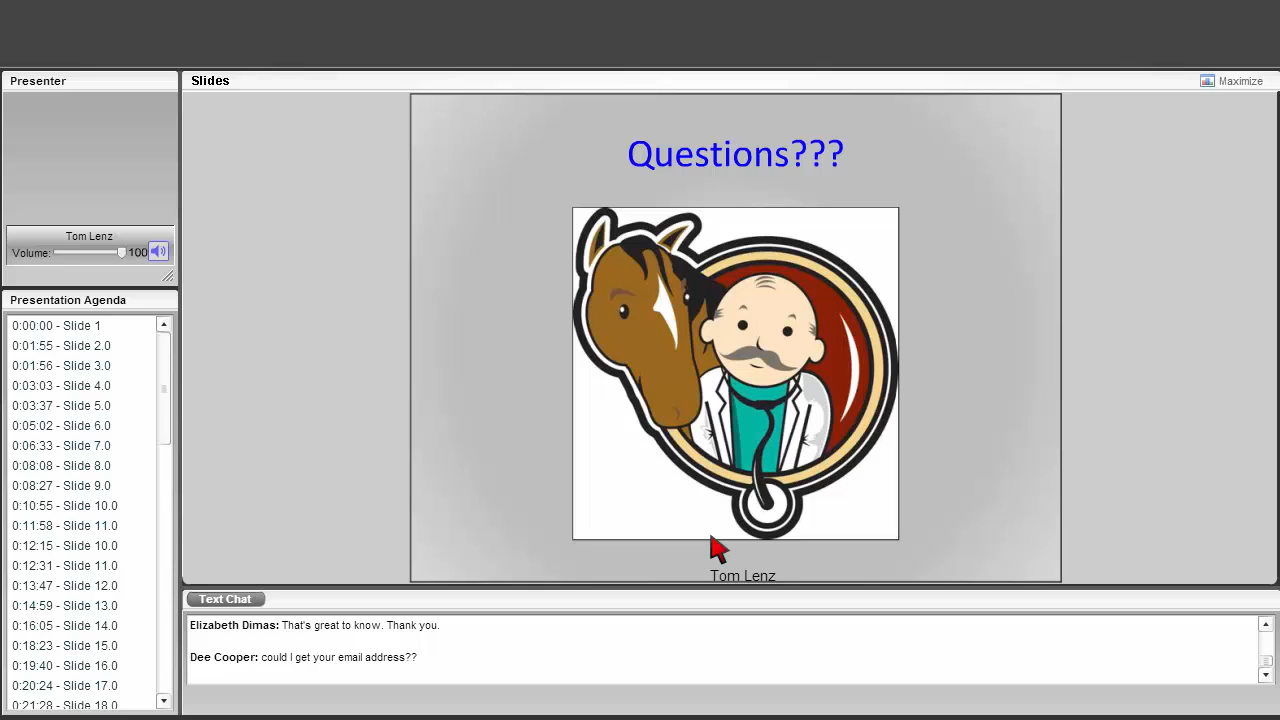 Presenter
Slides
Maximize
Questions???
Tom Lenz
Volume: 100
Presentation Agenda
0:00:00 - Slide 1
0:01:55 - Slide 2.0
0:01:56 - Slide 3.0
0:03:03 - Slide 4.0
0:03:37 - Slide 5.0
0:05:02 - Slide 6.0
0:06:33 - Slide 7.0
0:08:08 - Slide 8.0
0:08:27 - Slide 9.0
0:10:55 - Slide 10.0
0:11:58 - Slide 11.0
0:12:15 - Slide 10.0
0:12:31 - Slide 11.0
0:13:47 - Slide 12.0
0:14:59 - Slide 13.0
0:16:05 - Slide 14.0
0:18:23 - Slide 15.0
0:19:40 - Slide 16.0
0:20:24 - Slide 17.0
0:21:28 - Slide 18.0
Tom Lenz
Text Chat
Elizabeth Dimas: That's great to know. Thank you.
Dee Cooper: could I get your email address??